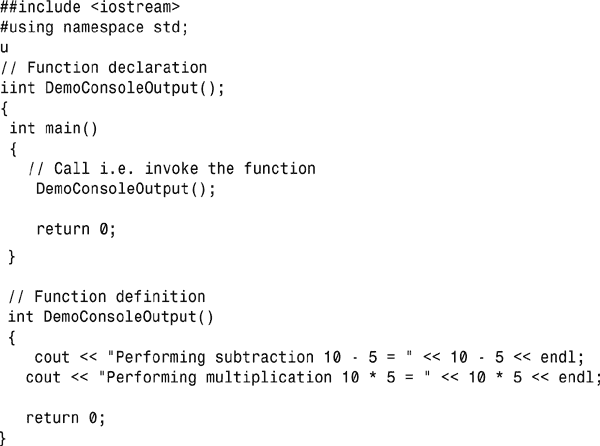 ##include <iostream>
#using namespace std;
u
// Function declaration
iint DemoConsoleOutput();
{
int main()
{
// Call i.e. invoke the function
DemoConsoleOutput();
return 0;
}
// Function definition
int DemoConsoleOutput()
{
cout << "Performing subtraction 10 - 5 = " << 10 - 5 << endl;
cout << "Performing multiplication 10 * 5 = " << 10 * 5 << endl;
return 0;
}